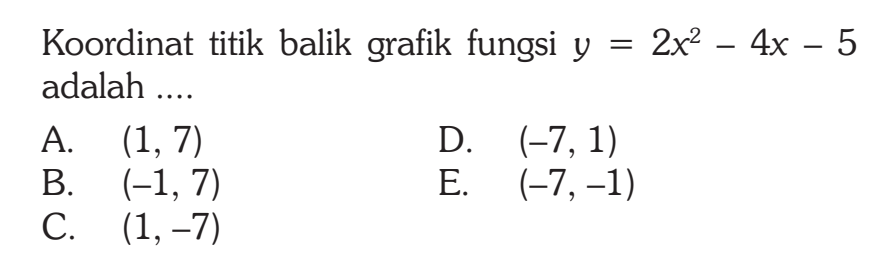 Koordinat titik balik grafik fungsi y = 2x² – 4x – 5
adalah ....
A. (1, 7)
B. (–1, 7)
C. (1, –7)
D. (–7, 1)
E. (–7, –1)